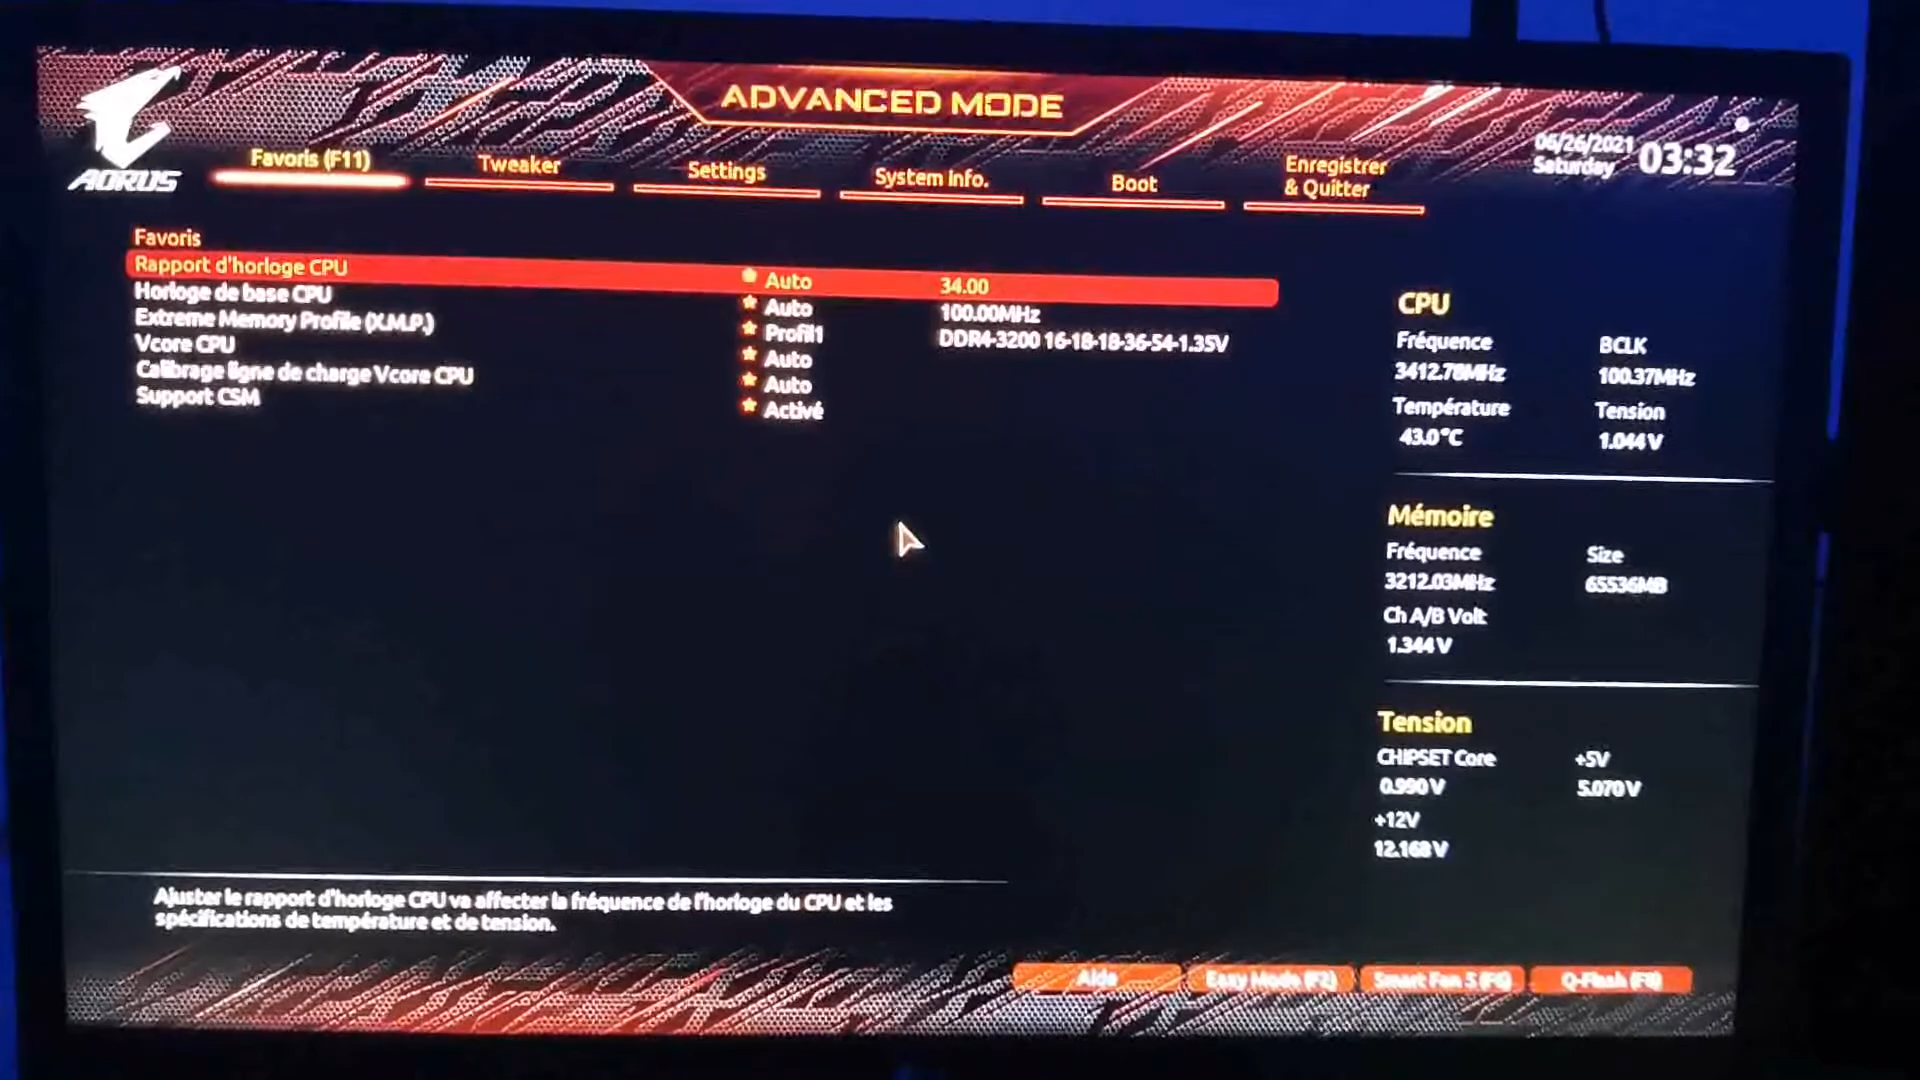 ADVANCED MODE
AORUS
Favoris (F11)
Tweaker
Settings
System Info.
Boot
Enregistrer
& Quitter
06/26/2021
Saturday
03:32
Favoris
Rapport d'horloge CPU
Auto
34.00
Horloge de base CPU
Auto
100.00MHz
Extreme Memory Profile (X.M.P.)
Profil1
DDR4-3200 16-18-18-36-54-1.35V
Vcore CPU
Auto
Calibrage ligne de charge Vcore CPU
Auto
Support CSM
Activé
CPU
Fréquence
BCLK
3412.78MHz
100.37MHz
Température
Tension
43.0°C
1.044 V
Mémoire
Fréquence
Size
3212.03MHz
65536MB
Ch A/B Volt
1.344 V
Tension
CHIPSET Core
+5V
0.990 V
5.070 V
+12V
12.168 V
Ajuster le rapport d'horloge CPU va affecter la fréquence de l'horloge du CPU et les
spécifications de température et de tension.
Aide
Easy Mode (F2)
Smart Fan 5 (F6)
Q-Flash (F8)